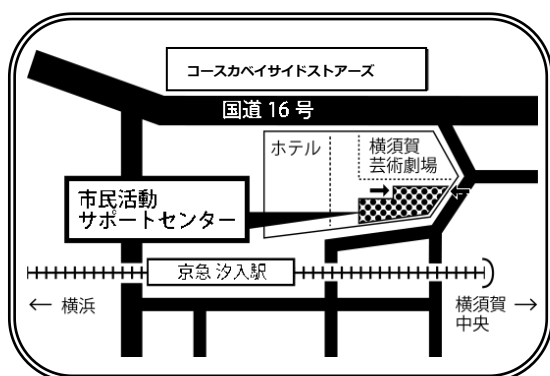 コースカベイサイドストアーズ
国道 16 号
ホテル
横須賀
芸術劇場
市民活動
サポートセンター
京急 汐入駅
← 横浜
横須賀 →
中央